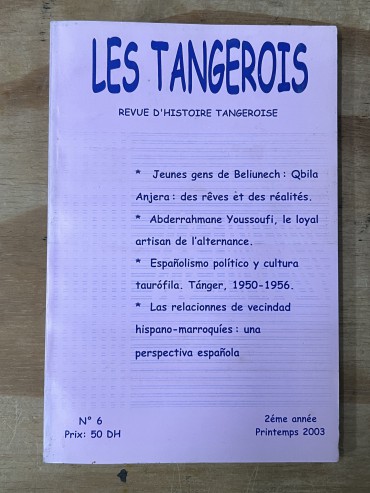 LES TANGEROIS
REVUE D'HISTOIRE TANGEROISE
* Jeunes gens de Beliunech : Qbila
Anjera : des rêves et des réalités.
* Abderrahmane Youssoufi, le loyal
artisan de l'alternance.
* Españolismo político y cultura
taurófila. Tánger, 1950-1956.
* Las relacionnes de vecindad
hispano-marroquíes : una
perspectiva española
N° 6
Prix: 50 DH
2éme année
Printemps 2003